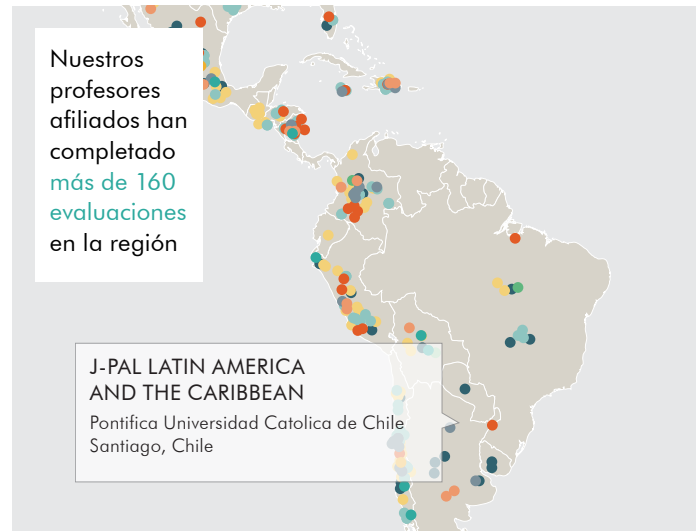 Nuestros
profesores
afiliados han
completado
más de 160
evaluaciones
en la región
J-PAL LATIN AMERICA
AND THE CARIBBEAN
Pontifica Universidad Catolica de Chile
Santiago, Chile